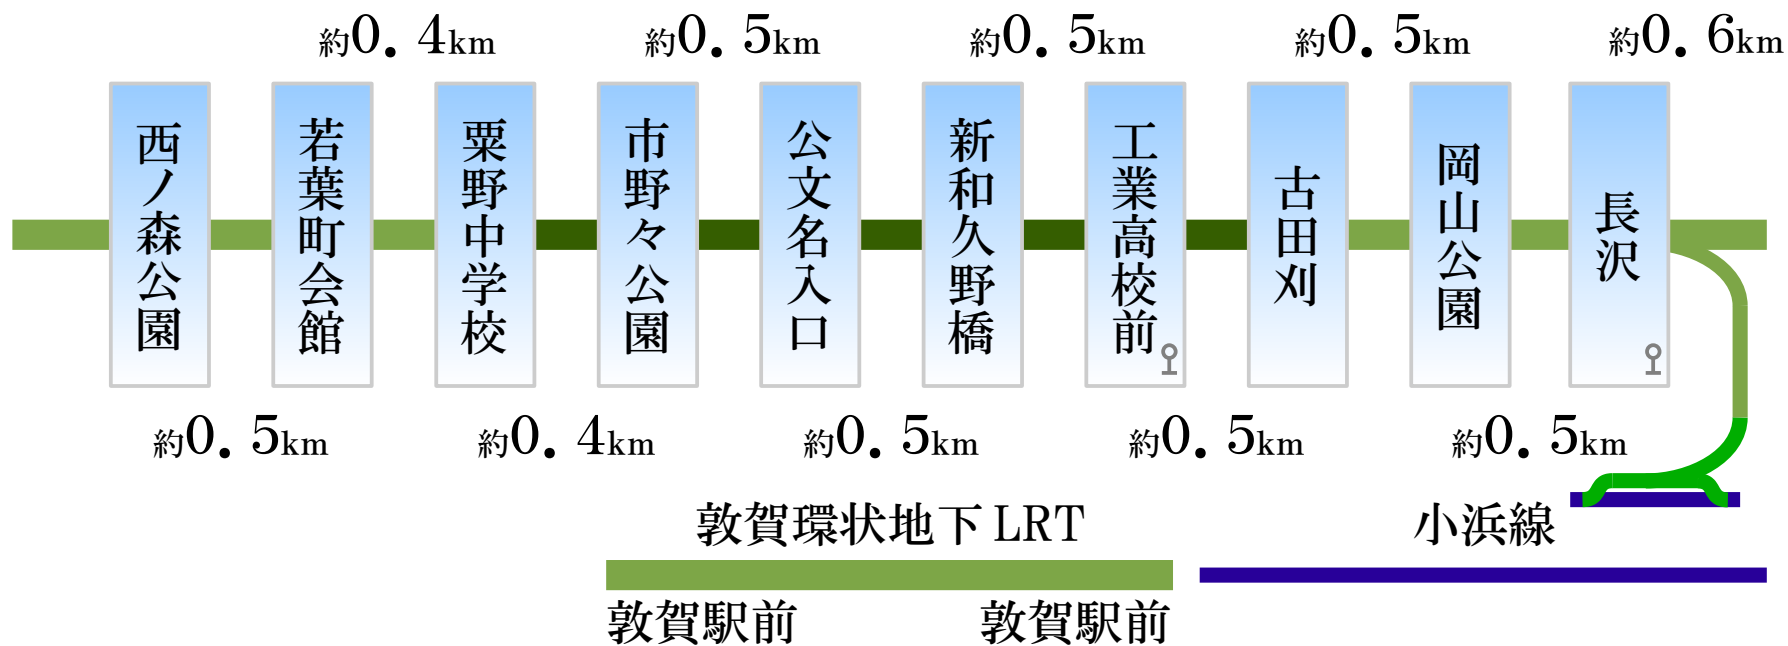 約0.4km
約0.5km
約0.5km
約0.5km
約0.6km
西ノ森公園
若葉町会館
粟野中学校
市野々公園
公文名入口
新和久野橋
工業高校前
古田刈
岡山公園
長沢
約0.5km
約0.4km
約0.5km
約0.5km
約0.5km
敦賀環状地下LRT
小浜線
敦賀駅前
敦賀駅前